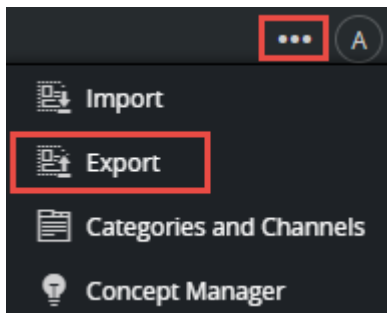 ••• A
Import
Export
Categories and Channels
Concept Manager